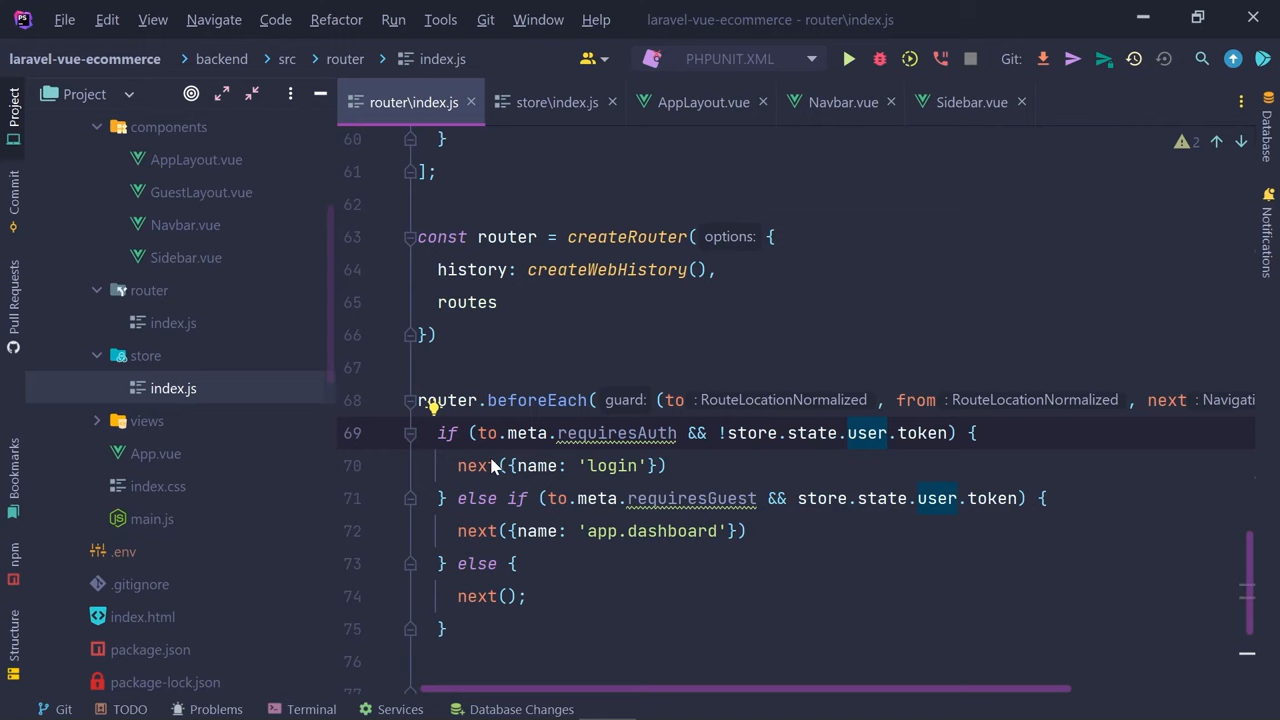 PS File Edit View Navigate Code Refactor Run Tools Git Window Help laravel-vue-ecommerce - router\index.js
laravel-vue-ecommerce backend src router index.js PHPUNIT.XML Git:
Project router\index.js store\index.js AppLayout.vue Navbar.vue Sidebar.vue
Project
Commit
Pull Requests
Bookmarks
npm
Structure
components
AppLayout.vue
GuestLayout.vue
Navbar.vue
Sidebar.vue
router
index.js
store
index.js
views
App.vue
index.css
main.js
.env
.gitignore
index.html
package.json
package-lock.json
2
60 }
61 ];
62
63 const router = createRouter( options: {
64 history: createWebHistory(),
65 routes
66 })
67
68 router.beforeEach( guard: (to : RouteLocationNormalized , from : RouteLocationNormalized , next : Navigati
69 if (to.meta.requiresAuth && !store.state.user.token) {
70 next({name: 'login'})
71 } else if (to.meta.requiresGuest && store.state.user.token) {
72 next({name: 'app.dashboard'})
73 } else {
74 next();
75 }
76
77
Database
Notifications
Git TODO Problems Terminal Services Database Changes